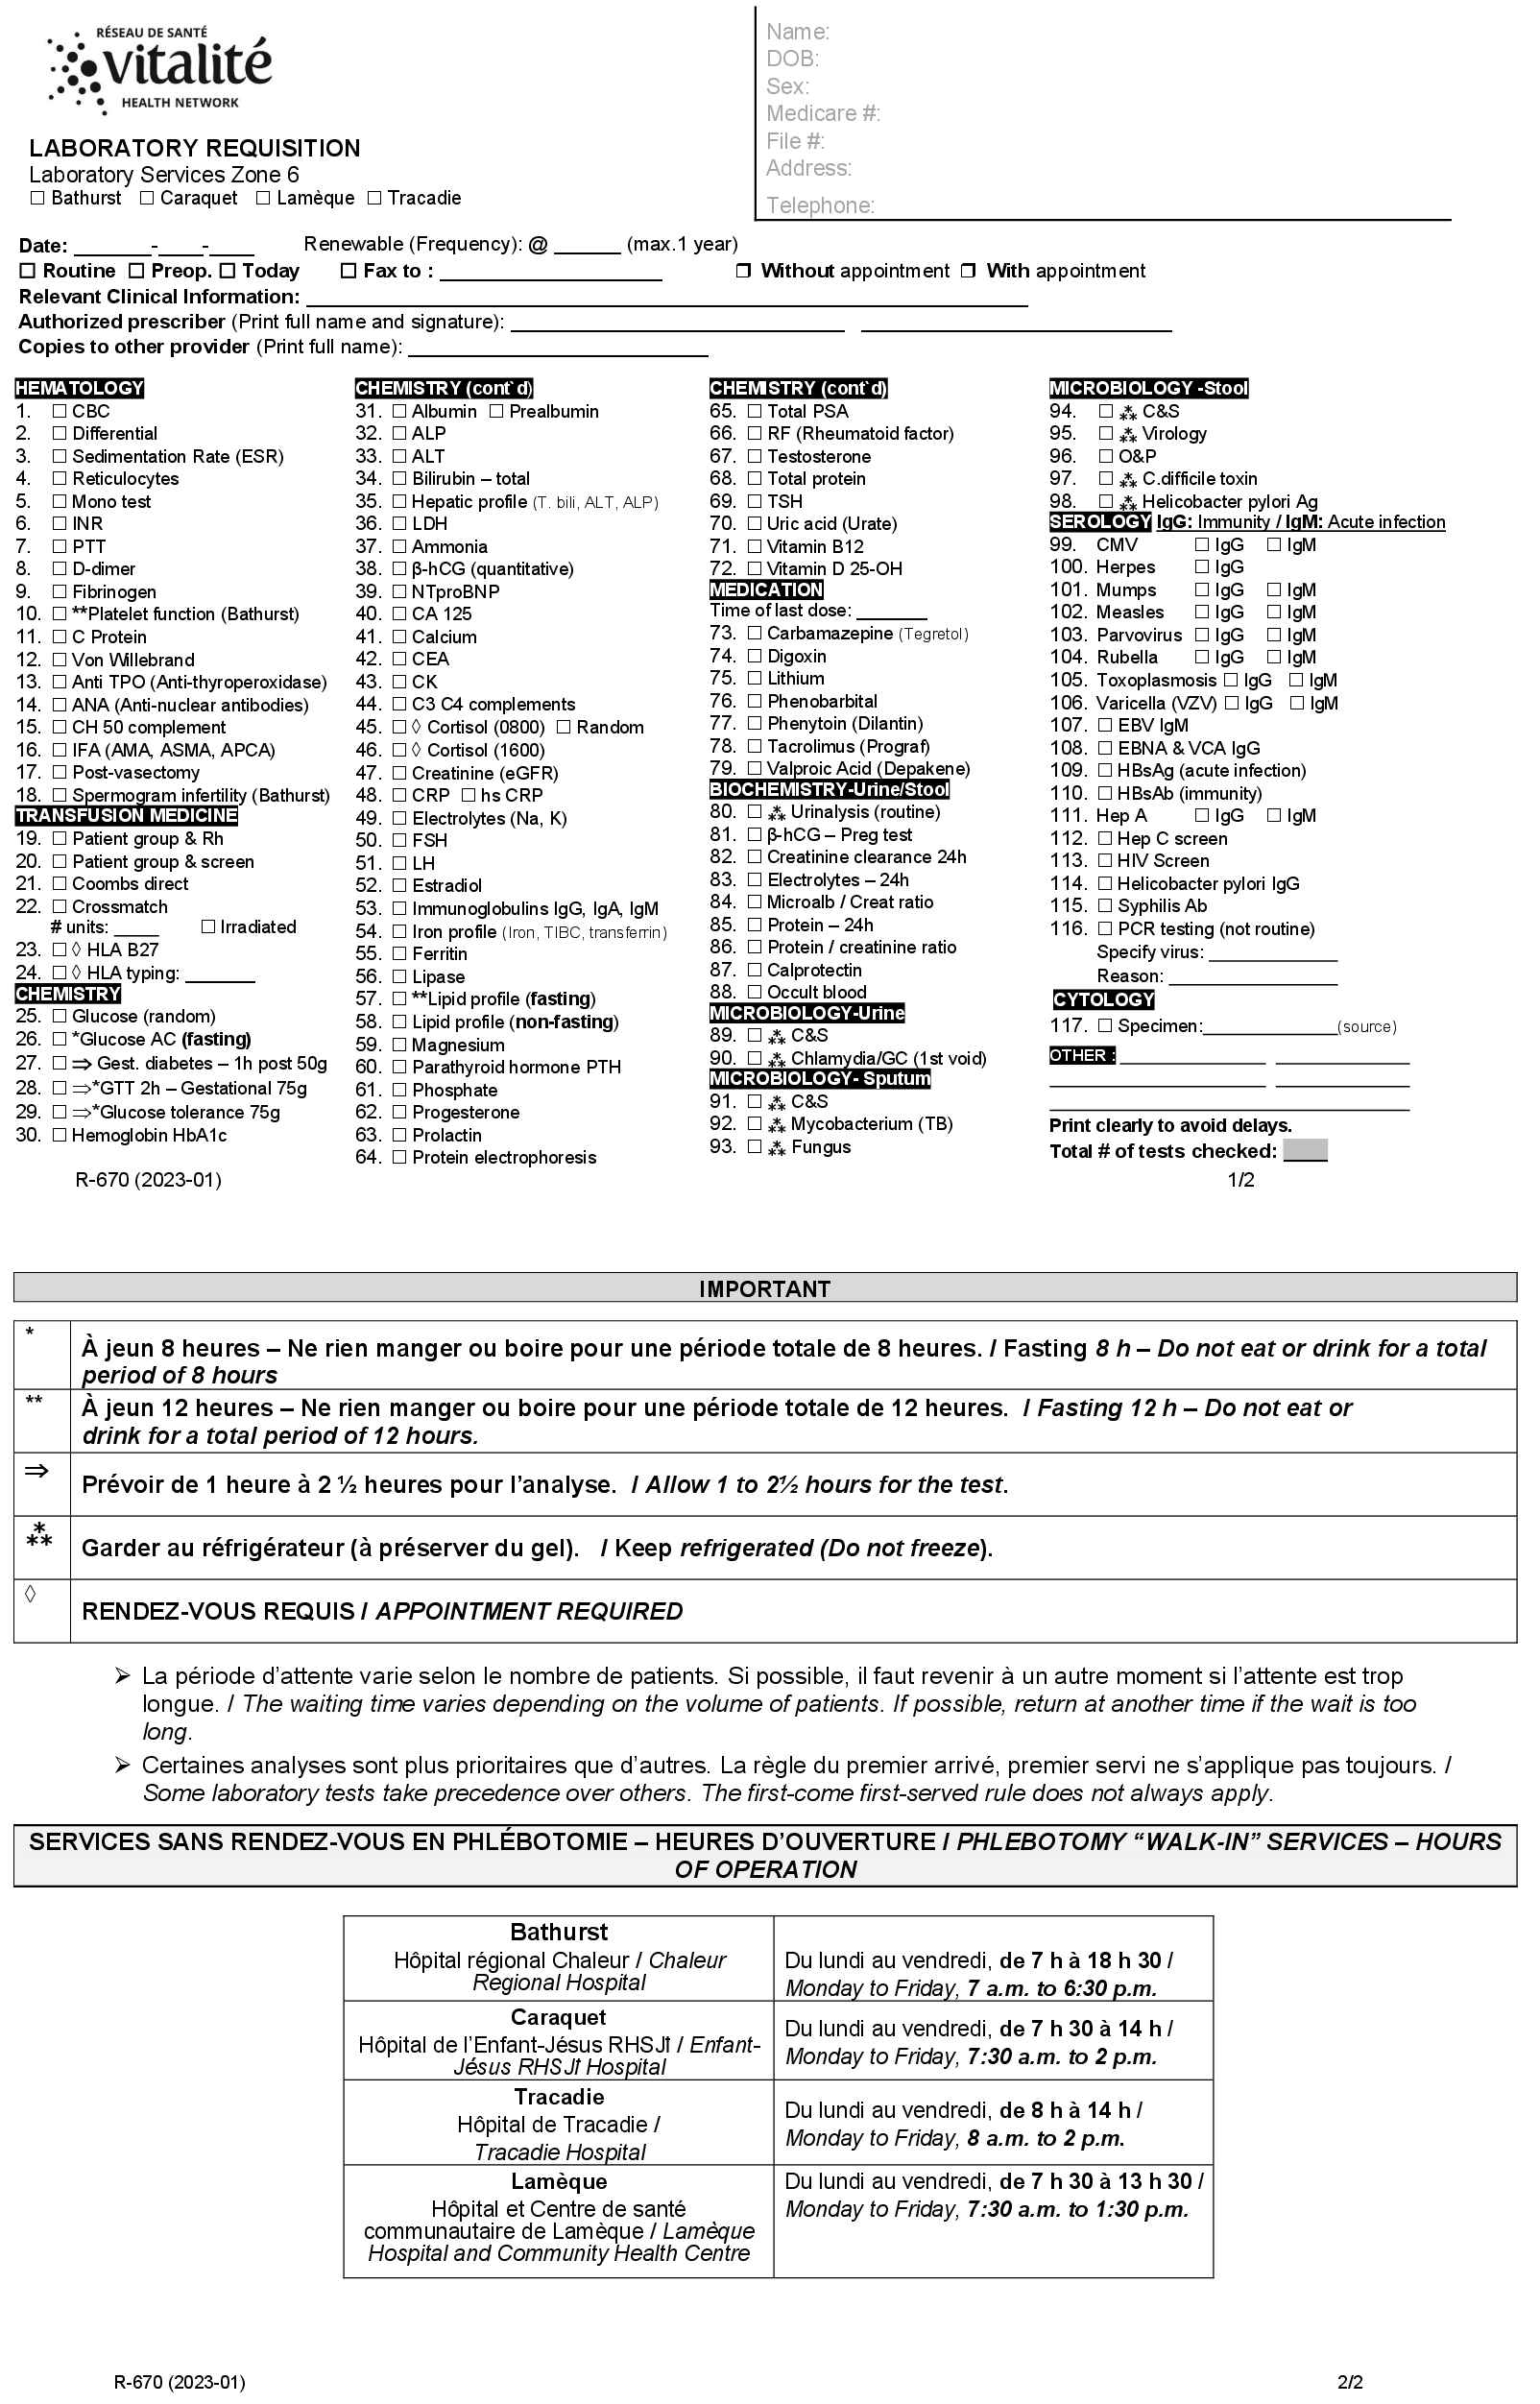 RÉSEAU DE SANTÉ
vitalité
HEALTH NETWORK
LABORATORY REQUISITION
Laboratory Services Zone 6
☐ Bathurst ☐ Caraquet ☐ Lamèque ☐ Tracadie
Name:
DOB:
Sex:
Medicare #:
File #:
Address:
Telephone:
Date: _______-____-____ Renewable (Frequency): @ ______ (max.1 year)
☐ Routine ☐ Preop. ☐ Today ☐ Fax to : ____________________ ❒ Without appointment ❒ With appointment
Relevant Clinical Information: ____________________
Authorized prescriber (Print full name and signature): ____________________ ____________________
Copies to other provider (Print full name): ____________________
HEMATOLOGY
1. ☐ CBC
2. ☐ Differential
3. ☐ Sedimentation Rate (ESR)
4. ☐ Reticulocytes
5. ☐ Mono test
6. ☐ INR
7. ☐ PTT
8. ☐ D-dimer
9. ☐ Fibrinogen
10. ☐ **Platelet function (Bathurst)
11. ☐ C Protein
12. ☐ Von Willebrand
13. ☐ Anti TPO (Anti-thyroperoxidase)
14. ☐ ANA (Anti-nuclear antibodies)
15. ☐ CH 50 complement
16. ☐ IFA (AMA, ASMA, APCA)
17. ☐ Post-vasectomy
18. ☐ Spermogram infertility (Bathurst)
TRANSFUSION MEDICINE
19. ☐ Patient group & Rh
20. ☐ Patient group & screen
21. ☐ Coombs direct
22. ☐ Crossmatch
# units: ____ ☐ Irradiated
23. ☐ ◊ HLA B27
24. ☐ ◊ HLA typing: ______
CHEMISTRY
25. ☐ Glucose (random)
26. ☐ *Glucose AC (fasting)
27. ☐ ⇒ Gest. diabetes – 1h post 50g
28. ☐ ⇒*GTT 2h – Gestational 75g
29. ☐ ⇒*Glucose tolerance 75g
30. ☐ Hemoglobin HbA1c
CHEMISTRY (cont`d)
31. ☐ Albumin ☐ Prealbumin
32. ☐ ALP
33. ☐ ALT
34. ☐ Bilirubin – total
35. ☐ Hepatic profile (T. bili, ALT, ALP)
36. ☐ LDH
37. ☐ Ammonia
38. ☐ β-hCG (quantitative)
39. ☐ NTproBNP
40. ☐ CA 125
41. ☐ Calcium
42. ☐ CEA
43. ☐ CK
44. ☐ C3 C4 complements
45. ☐ ◊ Cortisol (0800) ☐ Random
46. ☐ ◊ Cortisol (1600)
47. ☐ Creatinine (eGFR)
48. ☐ CRP ☐ hs CRP
49. ☐ Electrolytes (Na, K)
50. ☐ FSH
51. ☐ LH
52. ☐ Estradiol
53. ☐ Immunoglobulins IgG, IgA, IgM
54. ☐ Iron profile (Iron, TIBC, transferrin)
55. ☐ Ferritin
56. ☐ Lipase
57. ☐ **Lipid profile (fasting)
58. ☐ Lipid profile (non-fasting)
59. ☐ Magnesium
60. ☐ Parathyroid hormone PTH
61. ☐ Phosphate
62. ☐ Progesterone
63. ☐ Prolactin
64. ☐ Protein electrophoresis
CHEMISTRY (cont`d)
65. ☐ Total PSA
66. ☐ RF (Rheumatoid factor)
67. ☐ Testosterone
68. ☐ Total protein
69. ☐ TSH
70. ☐ Uric acid (Urate)
71. ☐ Vitamin B12
72. ☐ Vitamin D 25-OH
MEDICATION
Time of last dose: ______
73. ☐ Carbamazepine (Tegretol)
74. ☐ Digoxin
75. ☐ Lithium
76. ☐ Phenobarbital
77. ☐ Phenytoin (Dilantin)
78. ☐ Tacrolimus (Prograf)
79. ☐ Valproic Acid (Depakene)
BIOCHEMISTRY-Urine/Stool
80. ☐ ⁂ Urinalysis (routine)
81. ☐ β-hCG – Preg test
82. ☐ Creatinine clearance 24h
83. ☐ Electrolytes – 24h
84. ☐ Microalb / Creat ratio
85. ☐ Protein – 24h
86. ☐ Protein / creatinine ratio
87. ☐ Calprotectin
88. ☐ Occult blood
MICROBIOLOGY-Urine
89. ☐ ⁂ C&S
90. ☐ ⁂ Chlamydia/GC (1st void)
MICROBIOLOGY- Sputum
91. ☐ ⁂ C&S
92. ☐ ⁂ Mycobacterium (TB)
93. ☐ ⁂ Fungus
MICROBIOLOGY -Stool
94. ☐ ⁂ C&S
95. ☐ ⁂ Virology
96. ☐ O&P
97. ☐ ⁂ C.difficile toxin
98. ☐ ⁂ Helicobacter pylori Ag
SEROLOGY IgG: Immunity / IgM: Acute infection
99. CMV ☐ IgG ☐ IgM
100. Herpes ☐ IgG
101. Mumps ☐ IgG ☐ IgM
102. Measles ☐ IgG ☐ IgM
103. Parvovirus ☐ IgG ☐ IgM
104. Rubella ☐ IgG ☐ IgM
105. Toxoplasmosis ☐ IgG ☐ IgM
106. Varicella (VZV) ☐ IgG ☐ IgM
107. ☐ EBV IgM
108. ☐ EBNA & VCA IgG
109. ☐ HBsAg (acute infection)
110. ☐ HBsAb (immunity)
111. Hep A ☐ IgG ☐ IgM
112. ☐ Hep C screen
113. ☐ HIV Screen
114. ☐ Helicobacter pylori IgG
115. ☐ Syphilis Ab
116. ☐ PCR testing (not routine)
Specify virus: ____________
Reason: ____________
CYTOLOGY
117. ☐ Specimen:____________(source)
OTHER : ____________ ____________
Print clearly to avoid delays.
Total # of tests checked: ____
R-670 (2023-01) 1/2
IMPORTANT
* À jeun 8 heures – Ne rien manger ou boire pour une période totale de 8 heures. / Fasting 8 h – Do not eat or drink for a total
period of 8 hours
** À jeun 12 heures – Ne rien manger ou boire pour une période totale de 12 heures. / Fasting 12 h – Do not eat or
drink for a total period of 12 hours.
⇒ Prévoir de 1 heure à 2 ½ heures pour l’analyse. / Allow 1 to 2½ hours for the test.
⁂ Garder au réfrigérateur (à préserver du gel). / Keep refrigerated (Do not freeze).
◊ RENDEZ-VOUS REQUIS / APPOINTMENT REQUIRED
➢ La période d’attente varie selon le nombre de patients. Si possible, il faut revenir à un autre moment si l’attente est trop
longue. / The waiting time varies depending on the volume of patients. If possible, return at another time if the wait is too
long.
➢ Certaines analyses sont plus prioritaires que d’autres. La règle du premier arrivé, premier servi ne s’applique pas toujours. /
Some laboratory tests take precedence over others. The first-come first-served rule does not always apply.
SERVICES SANS RENDEZ-VOUS EN PHLÉBOTOMIE – HEURES D’OUVERTURE / PHLEBOTOMY “WALK-IN” SERVICES – HOURS
OF OPERATION
Bathurst
Hôpital régional Chaleur / Chaleur
Regional Hospital
Du lundi au vendredi, de 7 h à 18 h 30 /
Monday to Friday, 7 a.m. to 6:30 p.m.
Caraquet
Hôpital de l’Enfant-Jésus RHSJ† / Enfant-
Jésus RHSJ† Hospital
Du lundi au vendredi, de 7 h 30 à 14 h /
Monday to Friday, 7:30 a.m. to 2 p.m.
Tracadie
Hôpital de Tracadie /
Tracadie Hospital
Du lundi au vendredi, de 8 h à 14 h /
Monday to Friday, 8 a.m. to 2 p.m.
Lamèque
Hôpital et Centre de santé
communautaire de Lamèque / Lamèque
Hospital and Community Health Centre
Du lundi au vendredi, de 7 h 30 à 13 h 30 /
Monday to Friday, 7:30 a.m. to 1:30 p.m.
R-670 (2023-01) 2/2